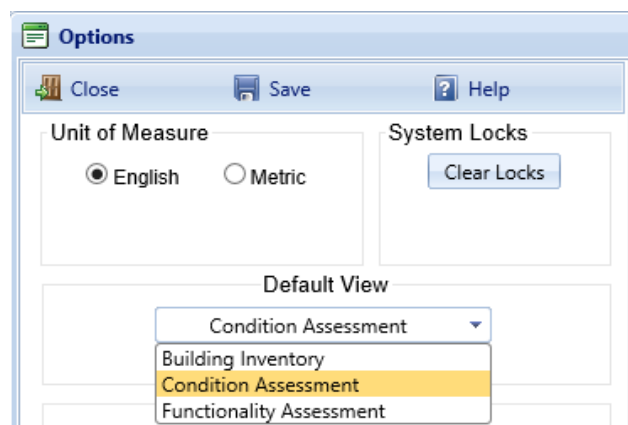 Options
Close Save Help
Unit of Measure System Locks
English Metric Clear Locks
Default View
Condition Assessment
Building Inventory
Condition Assessment
Functionality Assessment